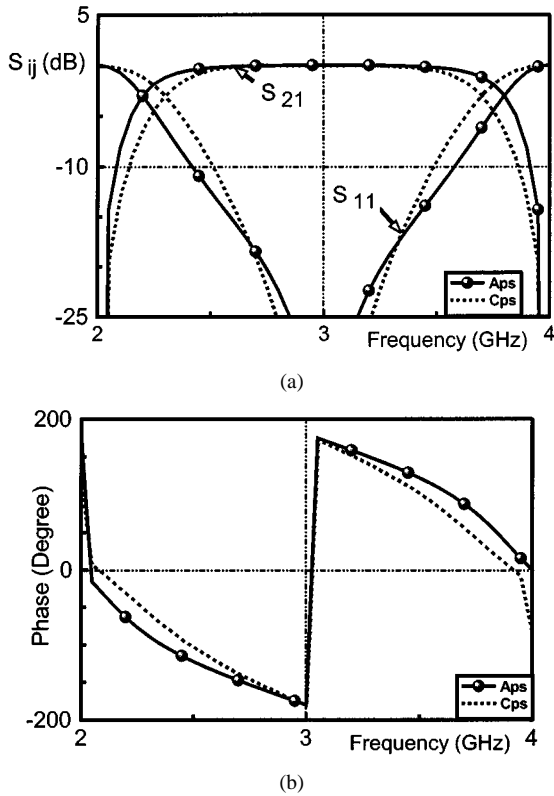 5
S ij (dB)
S 21
-10
S 11
Aps
Cps
-25
2
3
4
Frequency (GHz)
(a)
200
Phase (Degree)
0
Aps
Cps
-200
2
3
4
Frequency (GHz)
(b)